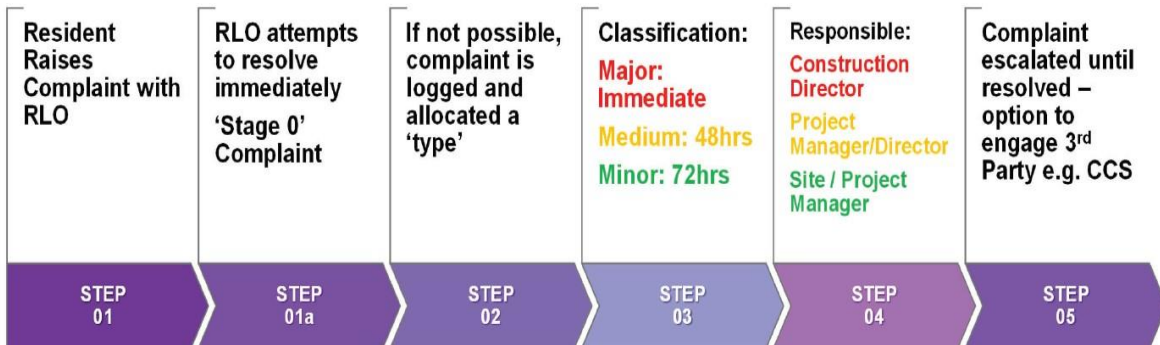 Resident
Raises
Complaint with
RLO
STEP
01
RLO attempts
to resolve
immediately
‘Stage 0’
Complaint
STEP
01a
If not possible,
complaint is
logged and
allocated a
‘type’
STEP
02
Classification:
Major:
Immediate
Medium: 48hrs
Minor: 72hrs
STEP
03
Responsible:
Construction
Director
Project
Manager/Director
Site / Project
Manager
STEP
04
Complaint
escalated until
resolved –
option to
engage 3rd
Party e.g. CCS
STEP
05